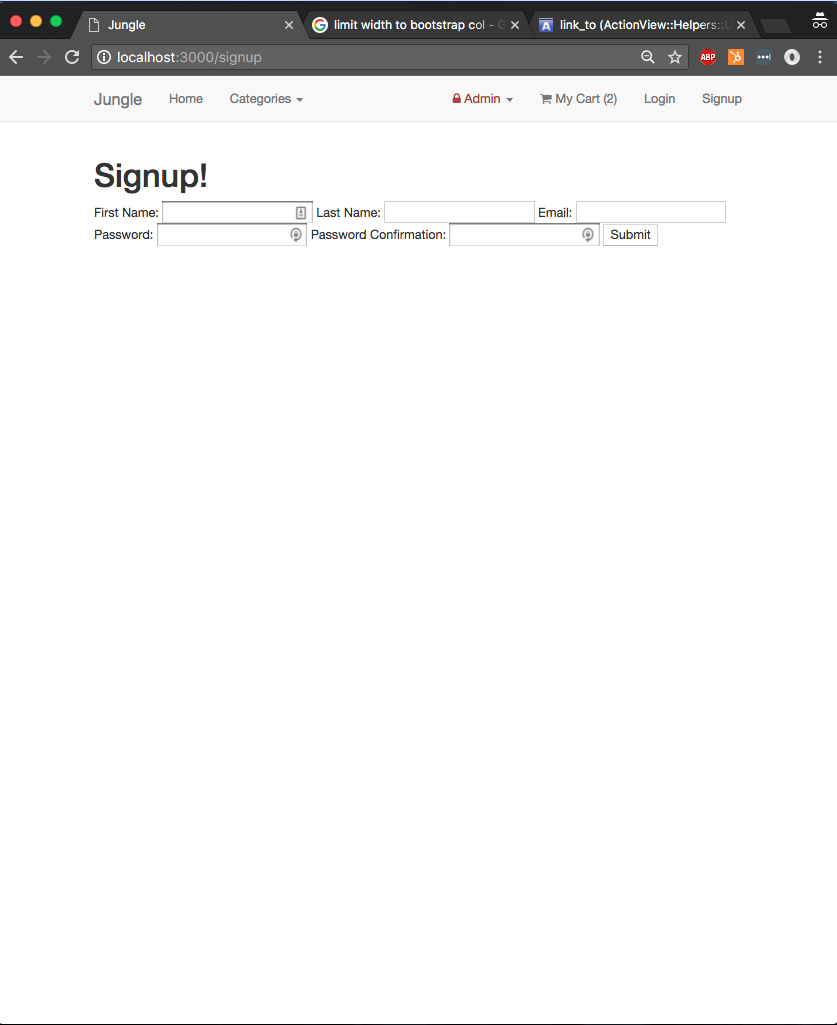 Jungle
limit width to bootstrap col - G
link_to (ActionView::Helpers::U
localhost:3000/signup
ABP
Jungle Home Categories Admin My Cart (2) Login Signup
Signup!
First Name: Last Name: Email:
Password: Password Confirmation: Submit